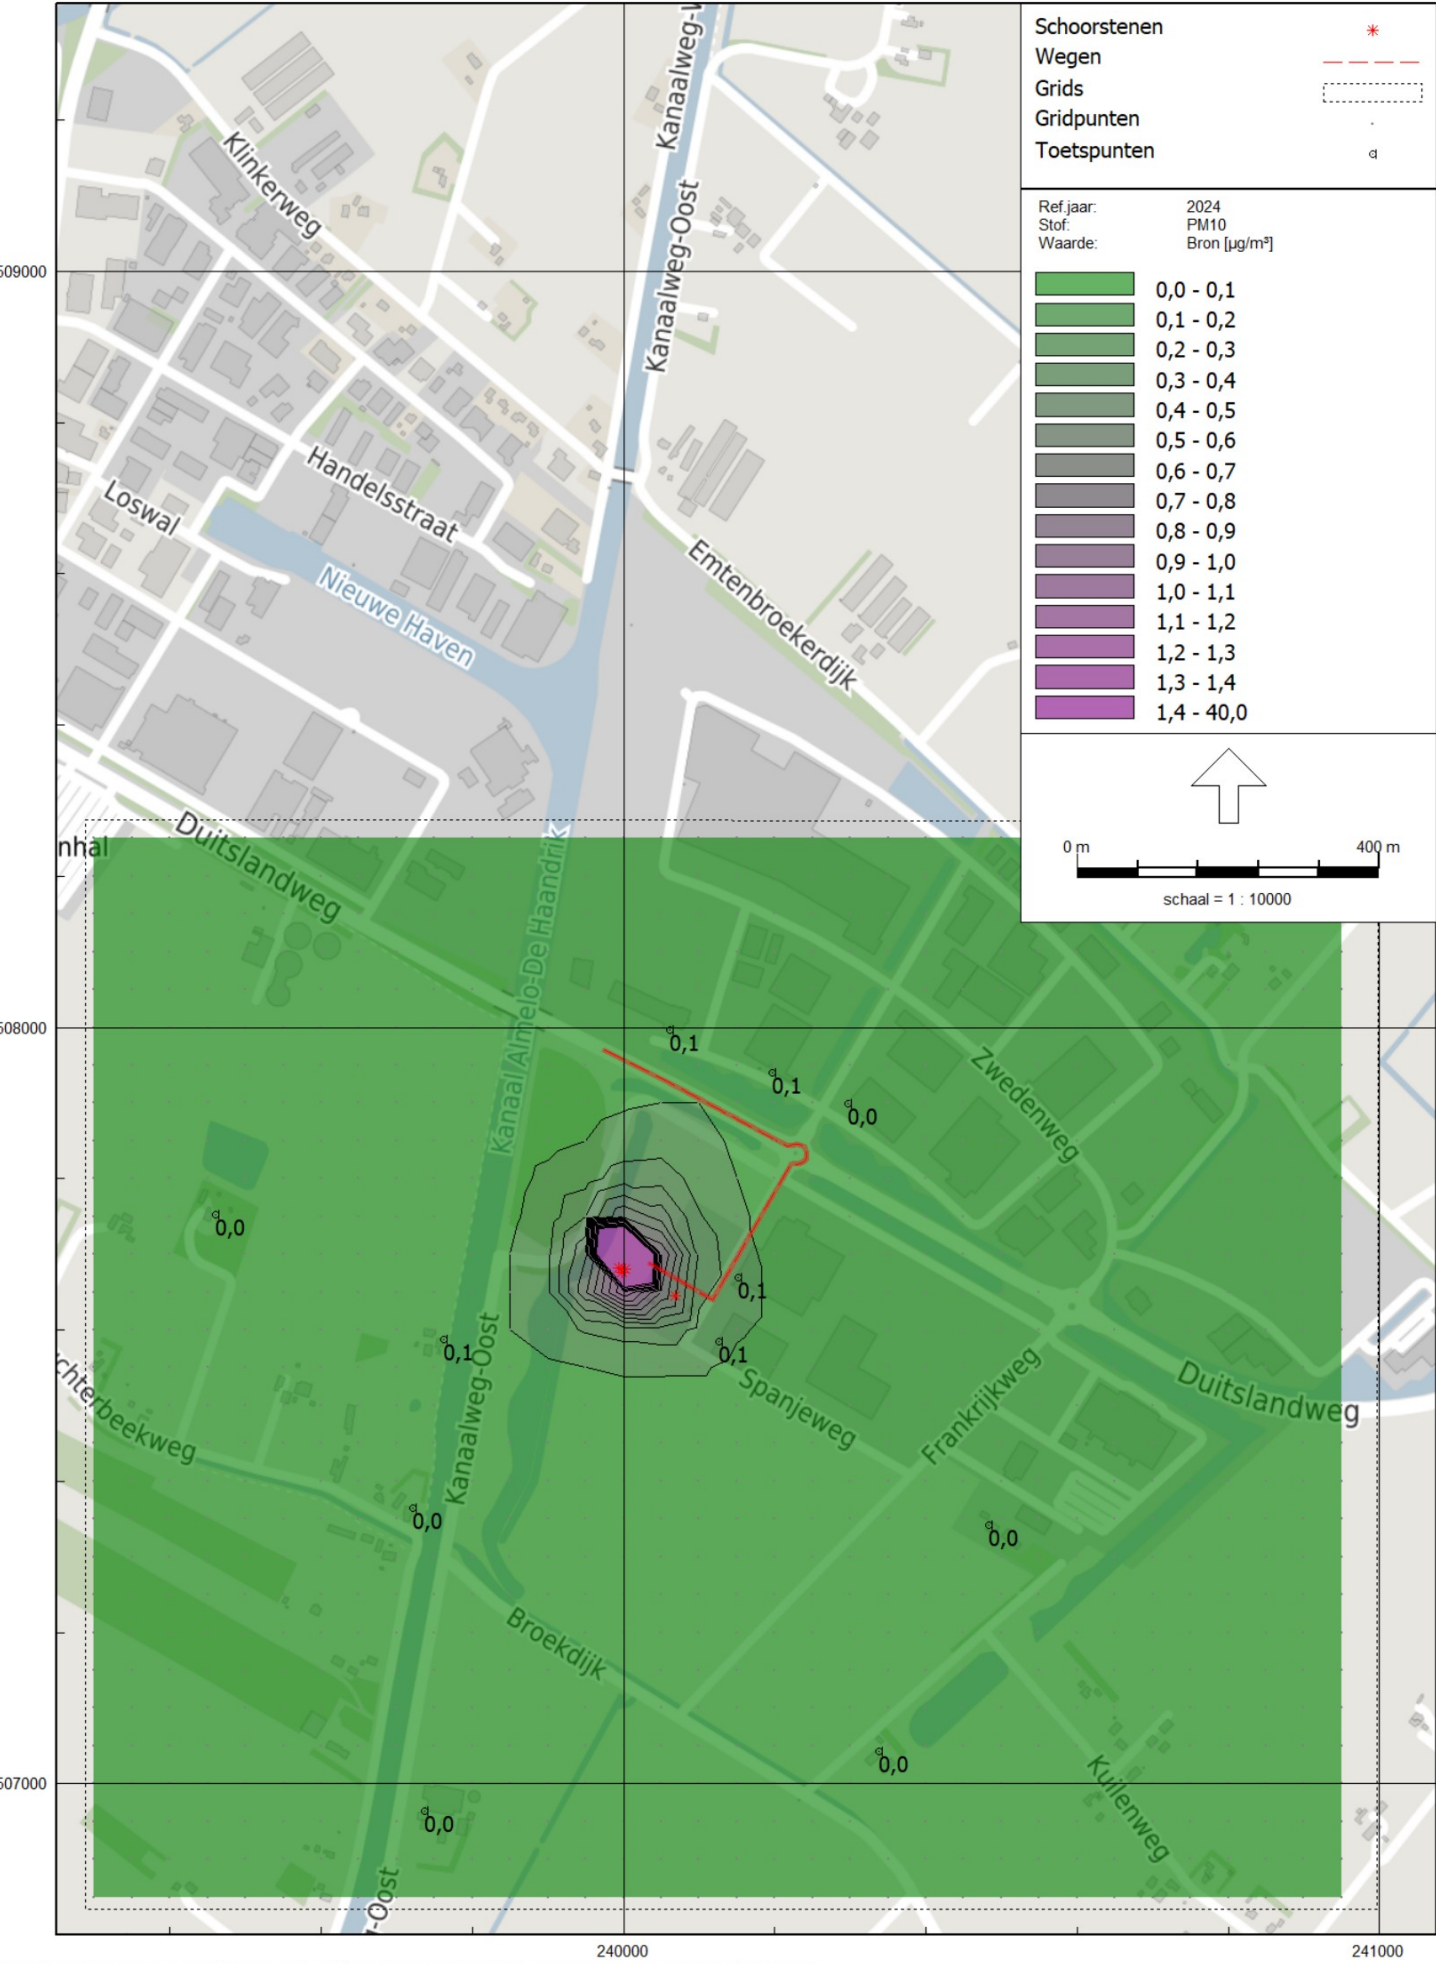 Schoorstenen
Wegen
Grids
Gridpunten
Toetspunten
Ref.jaar: 2024
Stof: PM10
Waarde: Bron [µg/m³]
0,0 - 0,1
0,1 - 0,2
0,2 - 0,3
0,3 - 0,4
0,4 - 0,5
0,5 - 0,6
0,6 - 0,7
0,7 - 0,8
0,8 - 0,9
0,9 - 1,0
1,0 - 1,1
1,1 - 1,2
1,2 - 1,3
1,3 - 1,4
1,4 - 40,0
0 m 400 m
schaal = 1 : 10000
Kanaalweg-W
Klinkerweg
Kanaalweg-Oost
509000
Handelsstraat
Loswal
Nieuwe Haven
Emtenbroekerdijk
nhal
Duitslandweg
Kanaal Almelo-De Haandrik
508000
0,1
0,1
0,0
Zwedenweg
0,0
0,1
0,1
0,1
chterbeekweg
Kanaalweg-Oost
Spanjeweg
Frankrijkweg
Duitslandweg
0,0
0,0
Broekdijk
0,0
507000
Kuilenweg
0,0
g-Oost
240000
241000